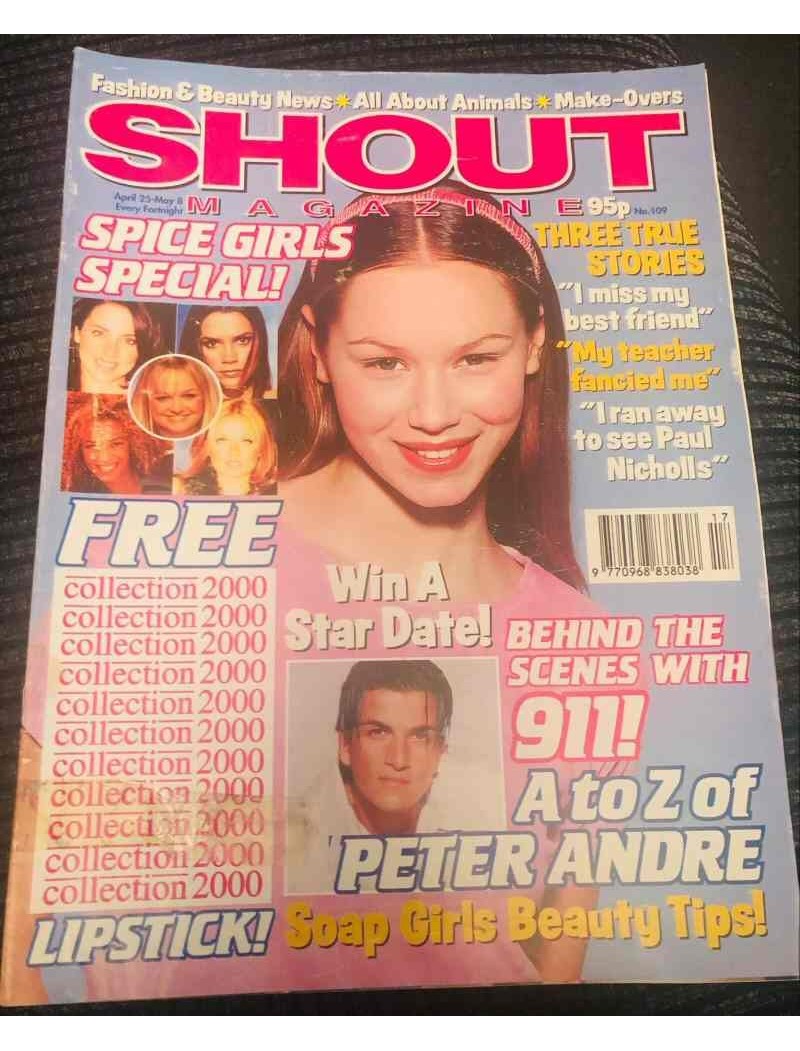 Fashion & Beauty News * All About Animals * Make-Overs
SHOUT
MAGAZINE
April 25-May 8
Every Fortnight
95p No.109
SPICE GIRLS
SPECIAL!
THREE TRUE
STORIES
"I miss my
best friend"
"My teacher
fancied me"
"I ran away
to see Paul
Nicholls"
17
9 770968 838038
FREE
collection 2000
collection 2000
collection 2000
collection 2000
collection 2000
collection 2000
collection 2000
collection 2000
collection 2000
collection 2000
collection 2000
LIPSTICK!
Win A
Star Date!
BEHIND THE
SCENES WITH
911!
A to Z of
PETER ANDRE
Soap Girls Beauty Tips!